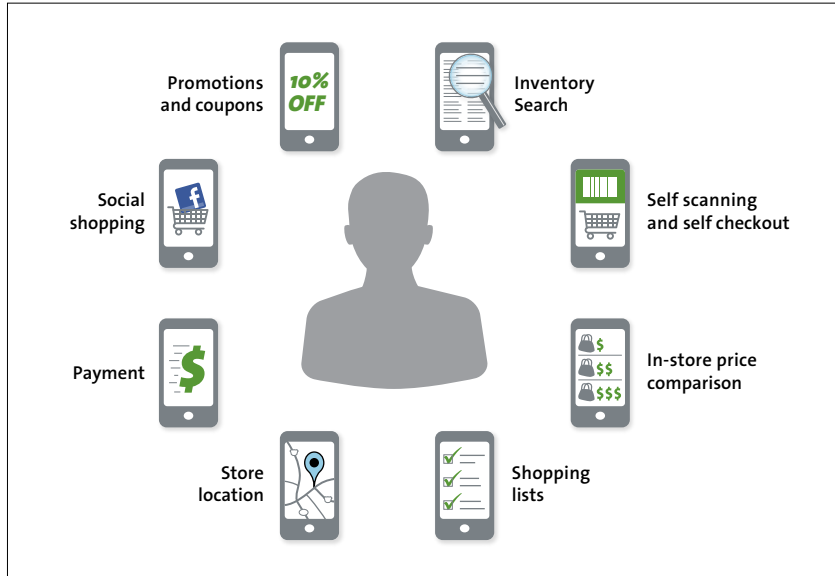 Promotions
and coupons
10%
OFF
Inventory
Search
Social
shopping
f
Self scanning
and self checkout
Payment
$
In-store price
comparison
$
$$
$$$
Store
location
Shopping
lists